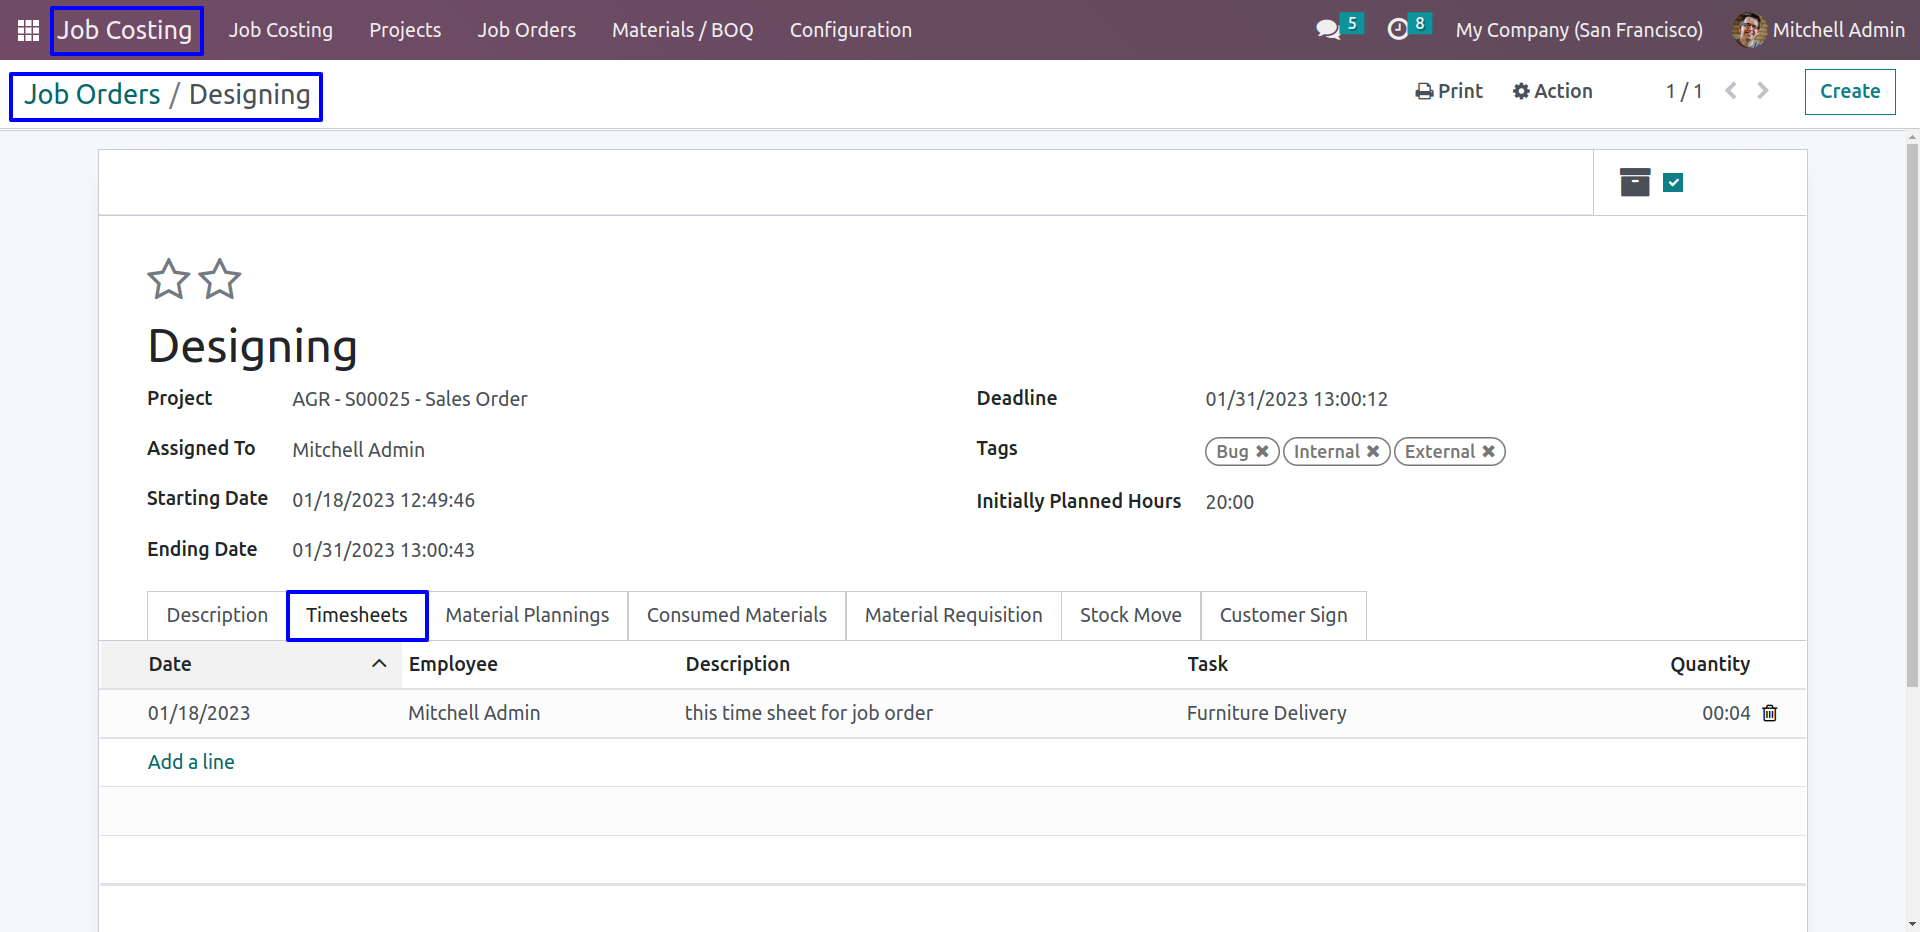 Job Costing Job Costing Projects Job Orders Materials / BOQ Configuration 5 8 My Company (San Francisco) Mitchell Admin
Job Orders / Designing Print Action 1 / 1 Create
Designing
Project AGR - S00025 - Sales Order Deadline 01/31/2023 13:00:12
Assigned To Mitchell Admin Tags Bug Internal External
Starting Date 01/18/2023 12:49:46 Initially Planned Hours 20:00
Ending Date 01/31/2023 13:00:43
Description Timesheets Material Plannings Consumed Materials Material Requisition Stock Move Customer Sign
Date Employee Description Task Quantity
01/18/2023 Mitchell Admin this time sheet for job order Furniture Delivery 00:04
Add a line